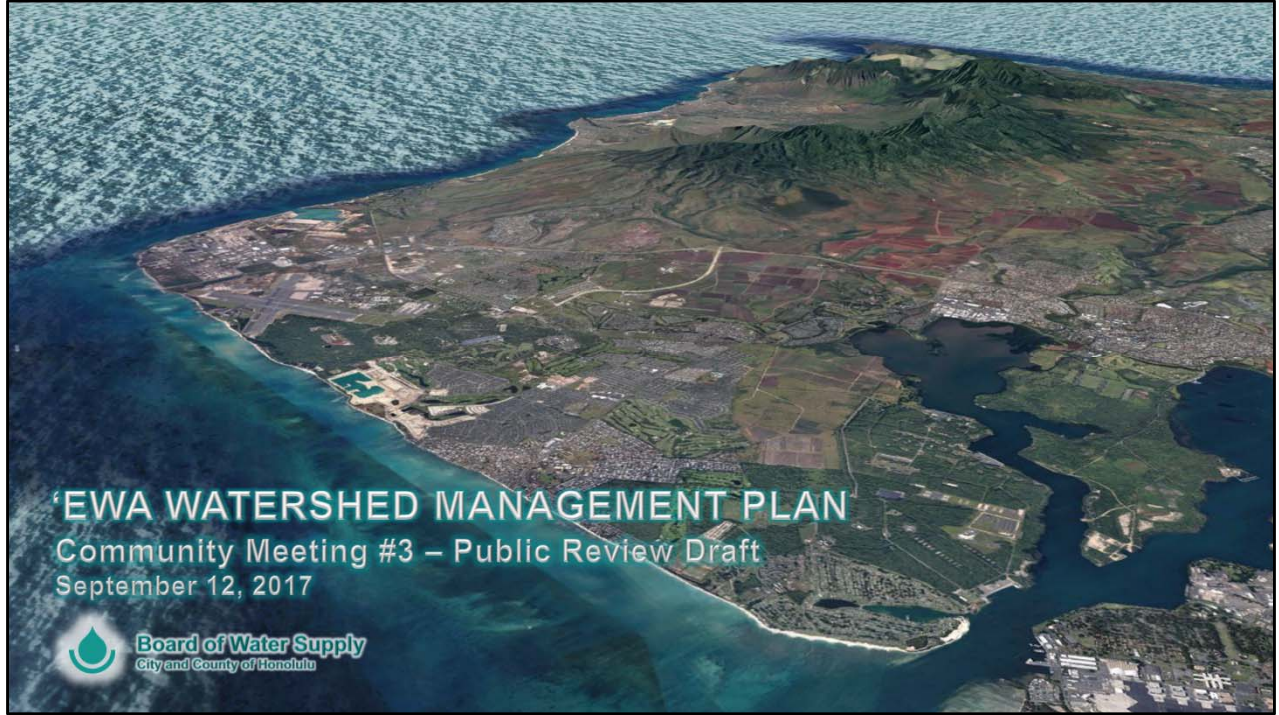 ‘EWA WATERSHED MANAGEMENT PLAN
Community Meeting #3 – Public Review Draft
September 12, 2017
Board of Water Supply
City and County of Honolulu